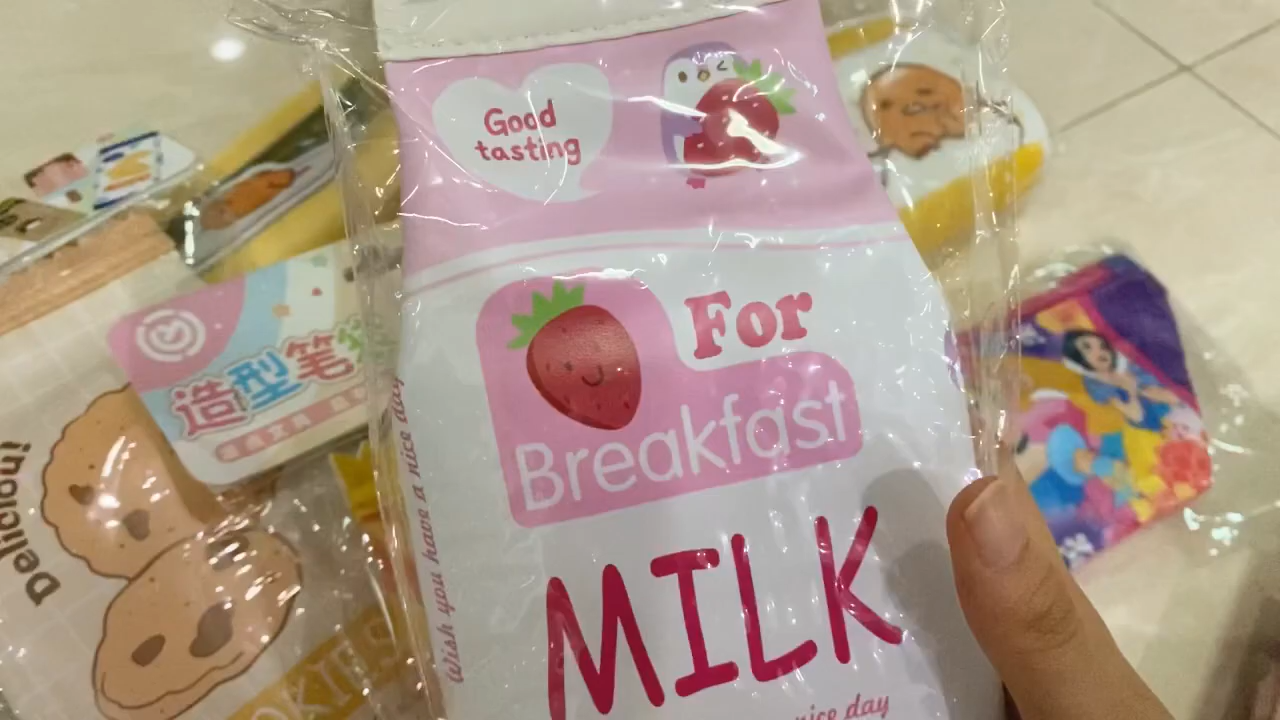 Good
tasting
For
Breakfast
MILK
Wish you have a nice day
nice day
造型笔
Delicious